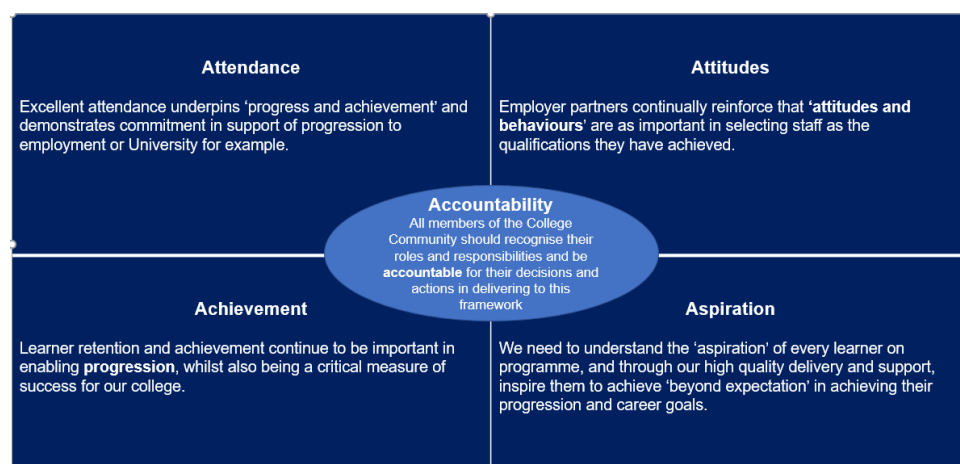 Attendance
Excellent attendance underpins ‘progress and achievement’ and
demonstrates commitment in support of progression to
employment or University for example.
Attitudes
Employer partners continually reinforce that ‘attitudes and
behaviours’ are as important in selecting staff as the
qualifications they have achieved.
Accountability
All members of the College
Community should recognise their
roles and responsibilities and be
accountable for their decisions and
actions in delivering to this
framework
Achievement
Learner retention and achievement continue to be important in
enabling progression, whilst also being a critical measure of
success for our college.
Aspiration
We need to understand the ‘aspiration’ of every learner on
programme, and through our high quality delivery and support,
inspire them to achieve ‘beyond expectation’ in achieving their
progression and career goals.